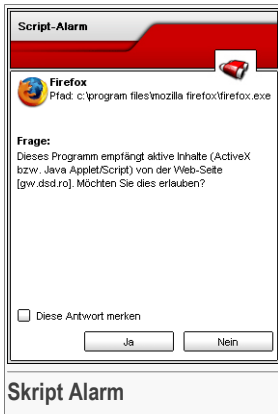 Script-Alarm
Firefox
Pfad: c:\program files\mozilla firefox\firefox.exe
Frage:
Dieses Programm empfängt aktive Inhalte (ActiveX
bzw. Java Applet/Script) von der Web-Seite
[gw.dsd.ro]. Möchten Sie dies erlauben?
Diese Antwort merken
Ja
Nein
Skript Alarm